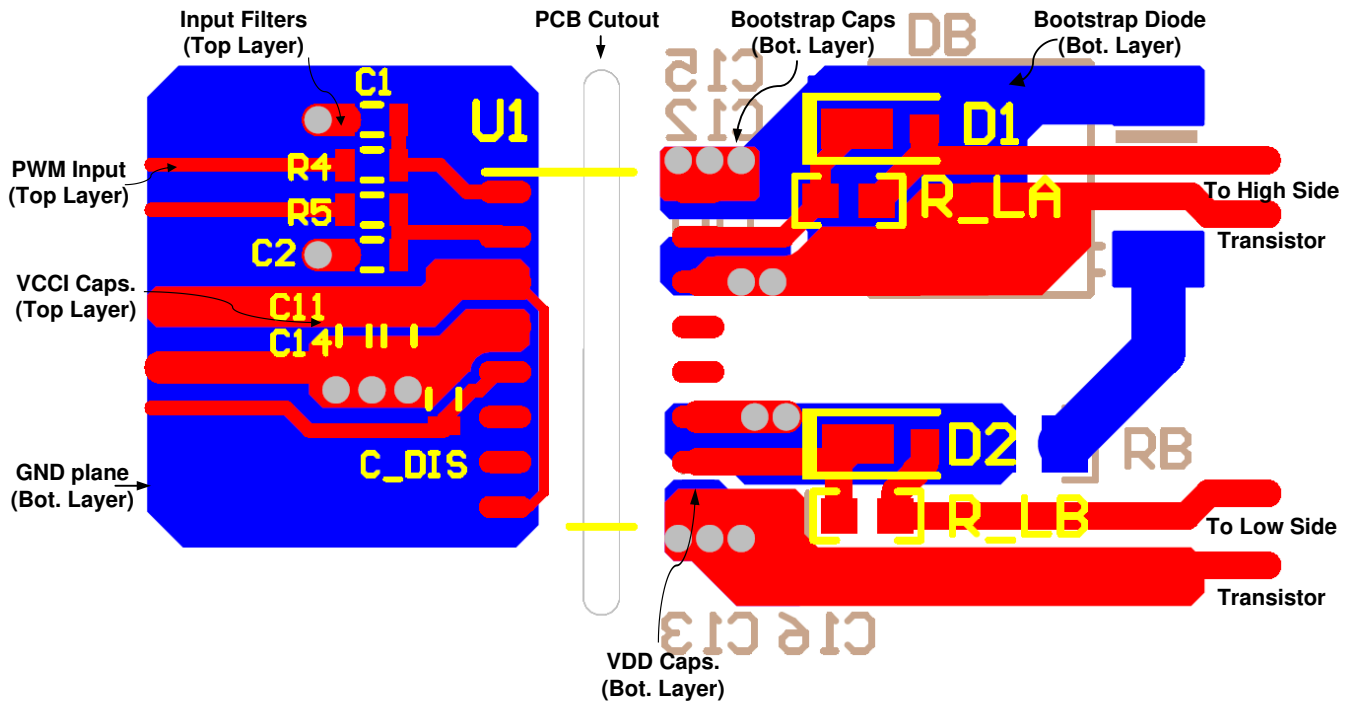 Input Filters
(Top Layer)
PCB Cutout
Bootstrap Caps
(Bot. Layer)
Bootstrap Diode
(Bot. Layer)
DB
C15
C12
C1
U1
D1
PWM Input
(Top Layer)
R4
R5
R_LA
To High Side
Transistor
C2
VCCI Caps.
(Top Layer)
C11
C14
D2
RB
C_DIS
GND plane
(Bot. Layer)
R_LB
To Low Side
Transistor
C13
C16
VDD Caps.
(Bot. Layer)